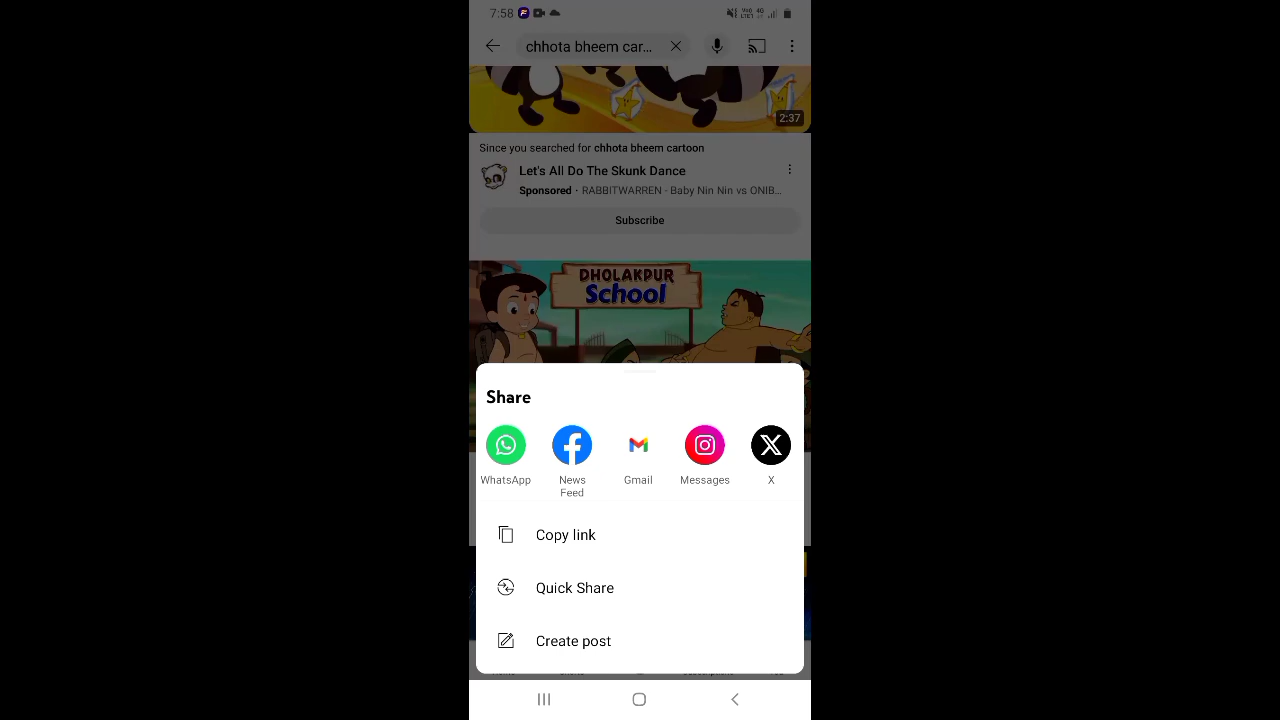 7:58
chhota bheem car...
2:37
Since you searched for chhota bheem cartoon
Let's All Do The Skunk Dance
Sponsored · RABBITWARREN - Baby Nin Nin vs ONIB...
Subscribe
DHOLAKPUR
School
Share
WhatsApp
News
Feed
Gmail
Messages
X
Copy link
Quick Share
Create post